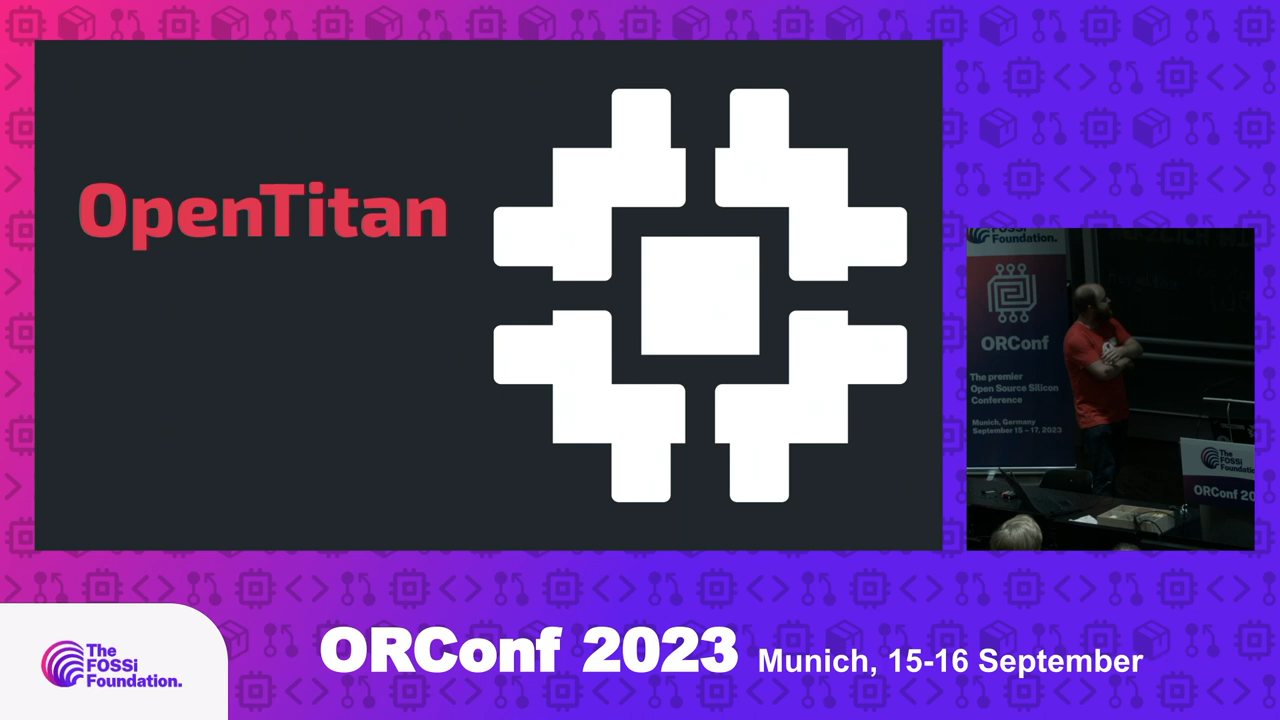 OpenTitan
FOSSi
Foundation.
ORConf
The premier
Open Source Silicon
Conference
Munich, Germany
September 15 – 17, 2023
The
FOSSi
ORConf 20
The
FOSSi
Foundation.
ORConf 2023 Munich, 15-16 September